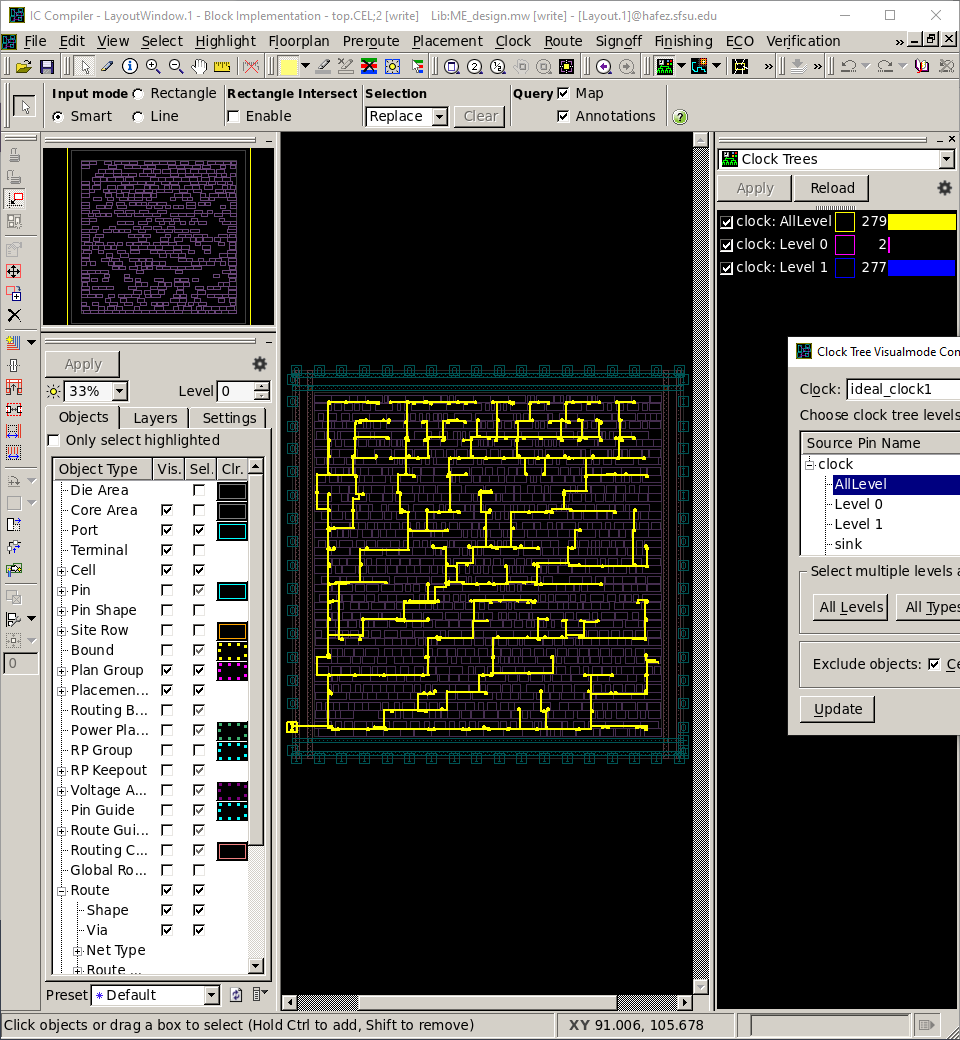 IC Compiler - LayoutWindow.1 - Block Implementation - top.CEL;2 [write] Lib:ME_design.mw [write] - [Layout.1]@hafez.sfsu.edu
File Edit View Select Highlight Floorplan Preroute Placement Clock Route Signoff Finishing ECO Verification »
Input mode Rectangle Rectangle Intersect Selection Query Map
Smart Line Enable Replace Clear Annotations
Clock Trees
Apply Reload
clock: AllLevel 279
clock: Level 0 2
clock: Level 1 277
Apply
33% Level 0
Objects Layers Settings
Only select highlighted
Object Type Vis. Sel. Clr.
Die Area
Core Area
Port
Terminal
Cell
Pin
Pin Shape
Site Row
Bound
Plan Group
Placemen...
Routing B...
Power Pla...
RP Group
RP Keepout
Voltage A...
Pin Guide
Route Gui...
Routing C...
Global Ro...
Route
Shape
Via
Net Type
Route ...
Preset * Default
0
Clock Tree Visualmode Con
Clock: ideal_clock1
Choose clock tree levels
Source Pin Name
clock
AllLevel
Level 0
Level 1
sink
Select multiple levels a
All Levels All Types
Exclude objects: Ce
Update
Click objects or drag a box to select (Hold Ctrl to add, Shift to remove) XY 91.006, 105.678